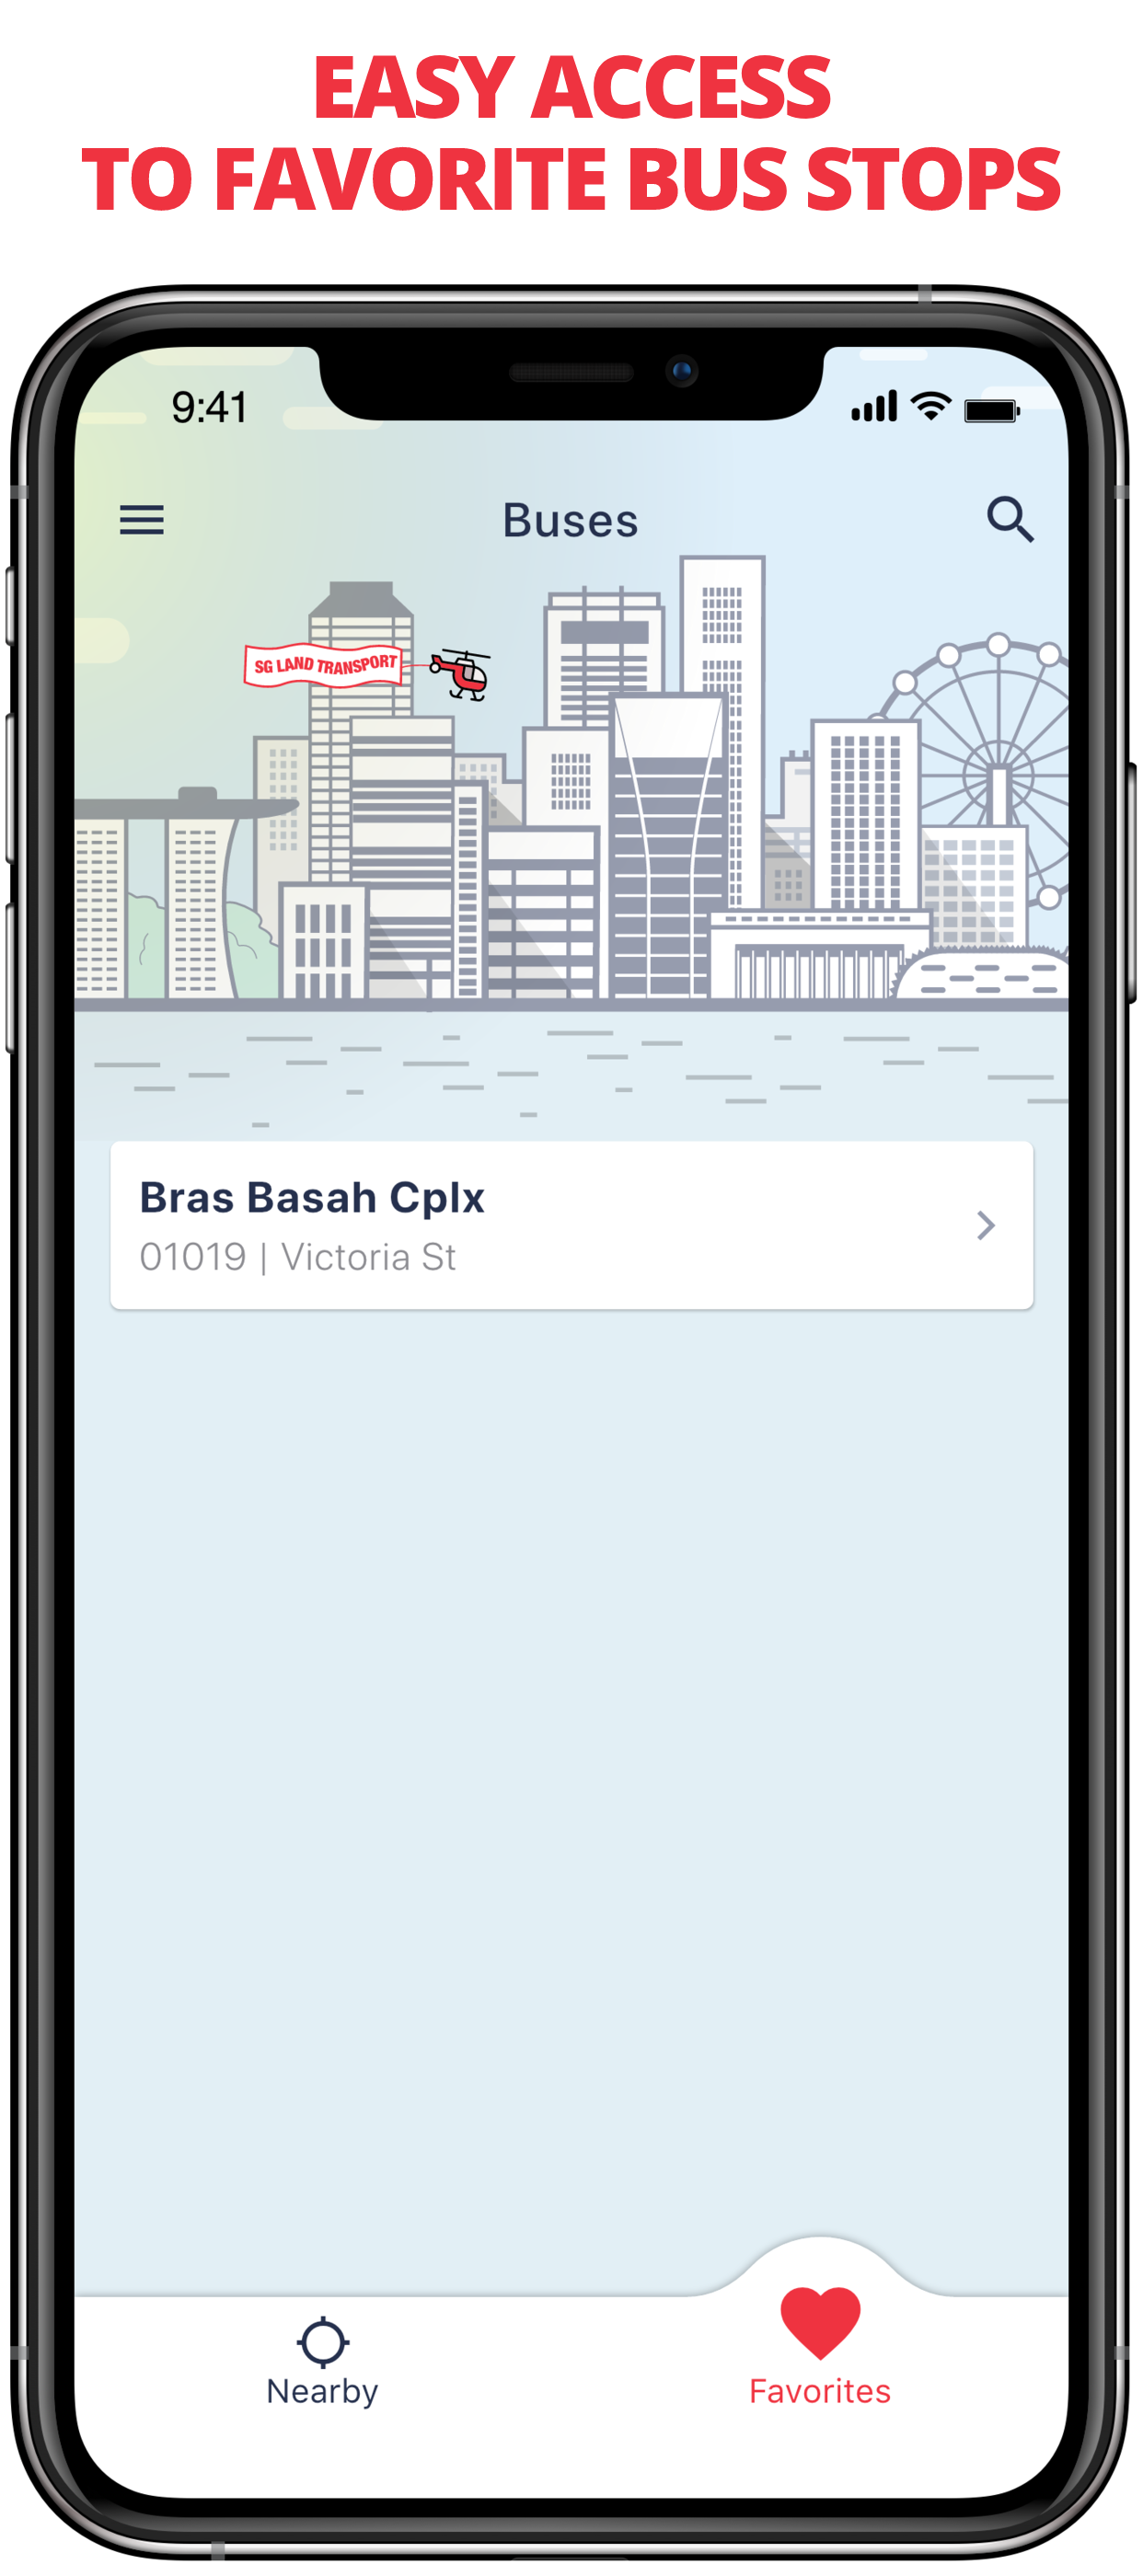 EASY ACCESS
TO FAVORITE BUS STOPS
9:41
Buses
SG LAND TRANSPORT
Bras Basah Cplx
01019 | Victoria St
Nearby
Favorites